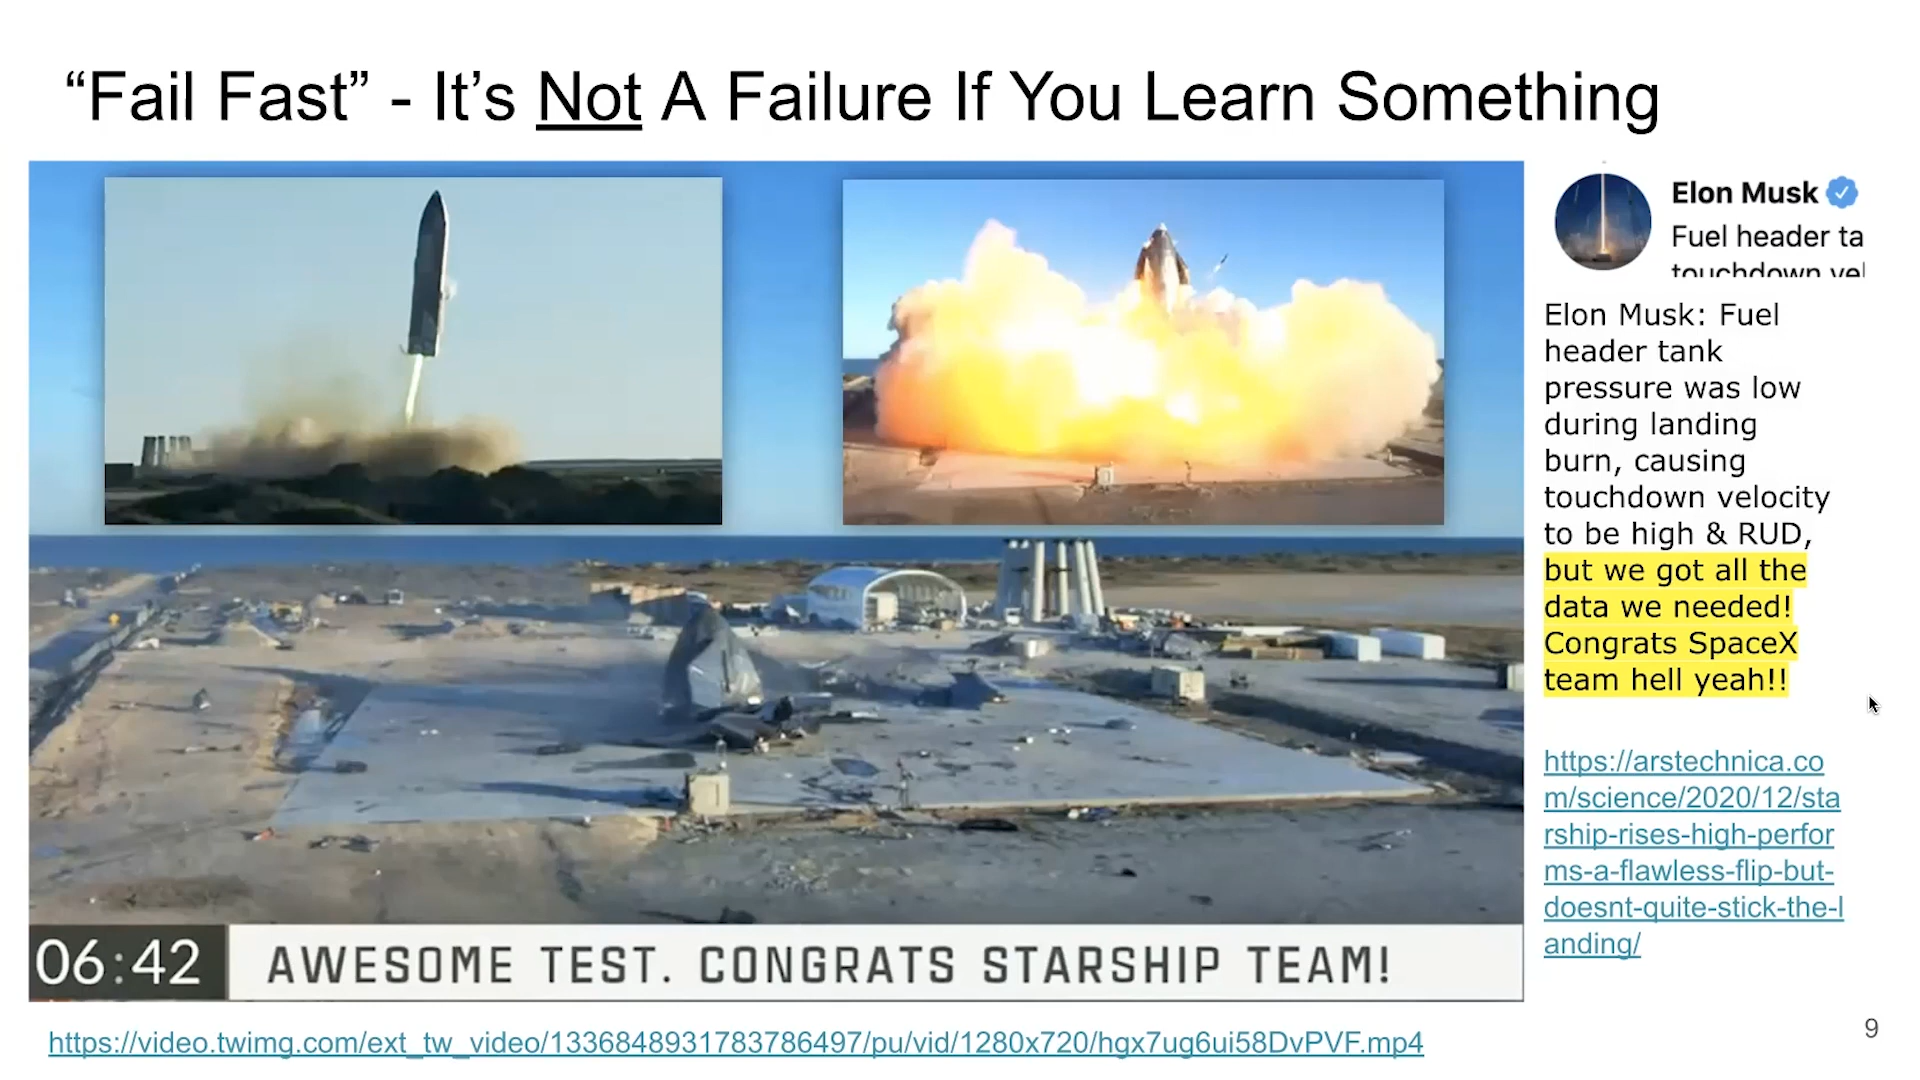 “Fail Fast” - It’s Not A Failure If You Learn Something
Elon Musk
Fuel header ta
touchdown vel
Elon Musk: Fuel
header tank
pressure was low
during landing
burn, causing
touchdown velocity
to be high & RUD,
but we got all the
data we needed!
Congrats SpaceX
team hell yeah!!
https://arstechnica.co
m/science/2020/12/sta
rship-rises-high-perfor
ms-a-flawless-flip-but-
doesnt-quite-stick-the-l
anding/
06:42
AWESOME TEST. CONGRATS STARSHIP TEAM!
https://video.twimg.com/ext_tw_video/1336848931783786497/pu/vid/1280x720/hgx7ug6ui58DvPVF.mp4
9